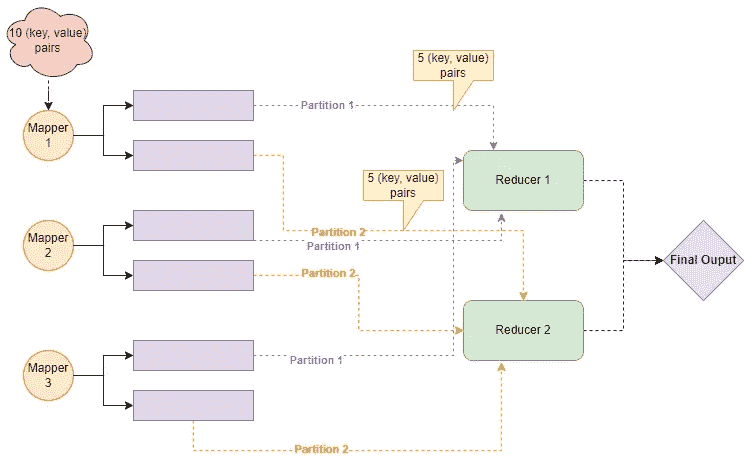 10 (key, value)
pairs
5 (key, value)
pairs
Mapper
1
Partition 1
5 (key, value)
pairs
Reducer 1
Mapper
2
Partition 2
Partition 1
Final Ouput
Partition 2
Reducer 2
Mapper
3
Partition 1
Partition 2